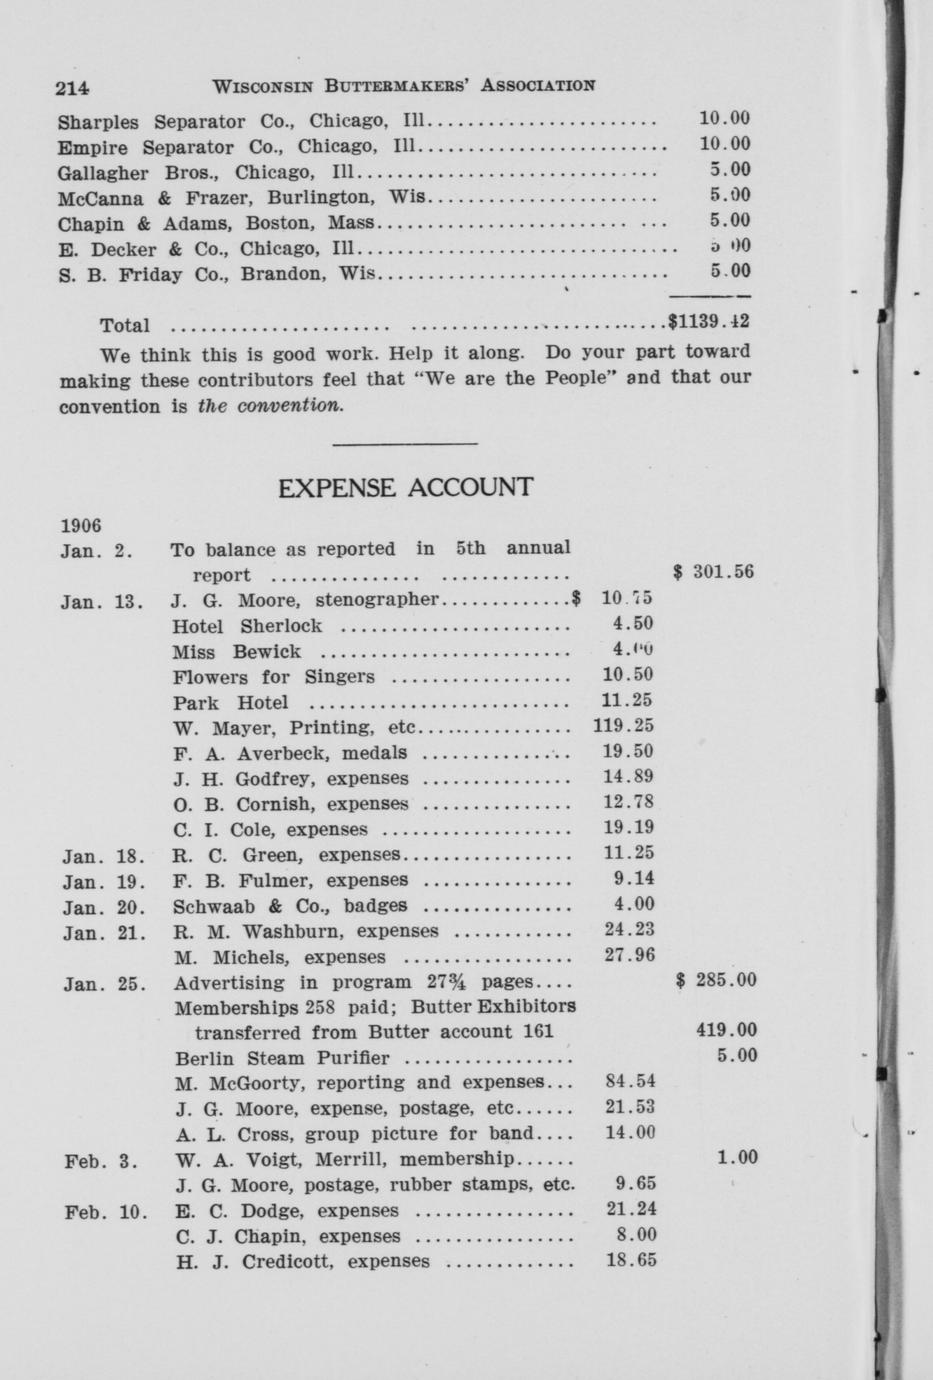 214 WISCONSIN BUTTERMAKERS' ASSOCIATION
Sharples Separator Co., Chicago, Ill....................... 10.00
Empire Separator Co., Chicago, Ill......................... 10.00
Gallagher Bros., Chicago, Ill.............................. 5.00
McCanna & Frazer, Burlington, Wis....................... 5.00
Chapin & Adams, Boston, Mass.......................... ... 5.00
E. Decker & Co., Chicago, Ill................................ 5 00
S. B. Friday Co., Brandon, Wis............................. 5.00
Total ...................... .........................$1139.42
We think this is good work. Help it along. Do your part toward
making these contributors feel that "We are the People" and that our
convention is the convention.
EXPENSE ACCOUNT
1906
Jan. 2. To balance as reported in 5th annual
report ............... ............. $ 301.56
Jan. 13. J. G. Moore, stenographer.............$ 10.75
Hotel Sherlock ....................... 4.50
Miss Bewick ......................... 4.00
Flowers for Singers .................. 10.50
Park Hotel .......................... 11.25
W. Mayer, Printing, etc................ 119.25
F. A. Averbeck, medals ............... 19.50
J. H. Godfrey, expenses ............... 14.89
O. B. Cornish, expenses ............... 12.78
C. I. Cole, expenses ................... 19.19
Jan. 18. R. C. Green, expenses................. 11.25
Jan. 19. F. B. Fulmer, expenses ............... 9.14
Jan. 20. Schwaab & Co., badges ............... 4.00
Jan. 21. R. M. Washburn, expenses ............ 24.23
M. Michels, expenses ................. 27.96
Jan. 25. Advertising in program 27¾ pages.... $ 285.00
Memberships 258 paid; Butter Exhibitors
transferred from Butter account 161 419.00
Berlin Steam Purifier ................. 5.00
M. McGoorty, reporting and expenses... 84.54
J. G. Moore, expense, postage, etc...... 21.53
A. L. Cross, group picture for band.... 14.00
Feb. 3. W. A. Voigt, Merrill, membership...... 1.00
J. G. Moore, postage, rubber stamps, etc. 9.65
Feb. 10. E. C. Dodge, expenses ................ 21.24
C. J. Chapin, expenses ................ 8.00
H. J. Credicott, expenses ............. 18.65